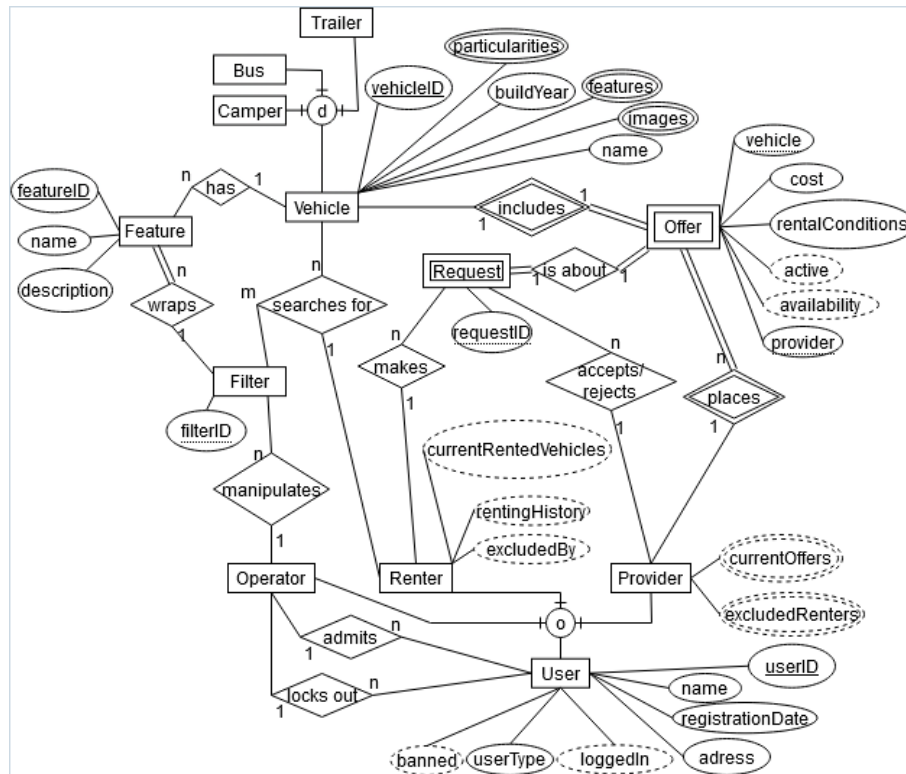 Trailer
particularities
Bus
vehicleID
buildYear
features
Camper
d
images
name
vehicle
cost
rentalConditions
active
availability
provider
featureID
n
has
1
Vehicle
1
includes
1
Offer
name
Feature
description
n
wraps
1
n
m
searches for
1
Request
1
is about
1
requestID
n
makes
1
n
accepts/
rejects
1
n
places
1
Filter
filterID
n
manipulates
1
currentRentedVehicles
rentingHistory
excludedBy
Operator
Renter
Provider
currentOffers
excludedRenters
o
n
admits
1
n
locks out
1
User
userID
name
registrationDate
adress
banned
userType
loggedIn